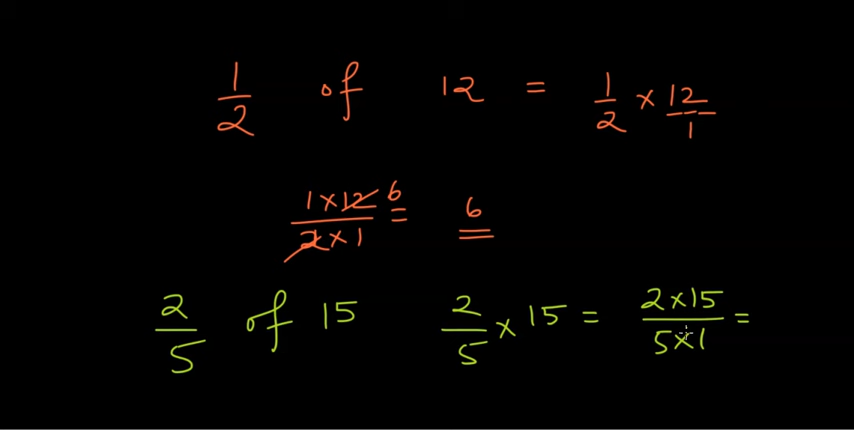 1/2 of 12 = 1/2 × 12/1
1×12/2×1 6 = 6
2/5 of 15 2/5 × 15 = 2×15/5×1 =